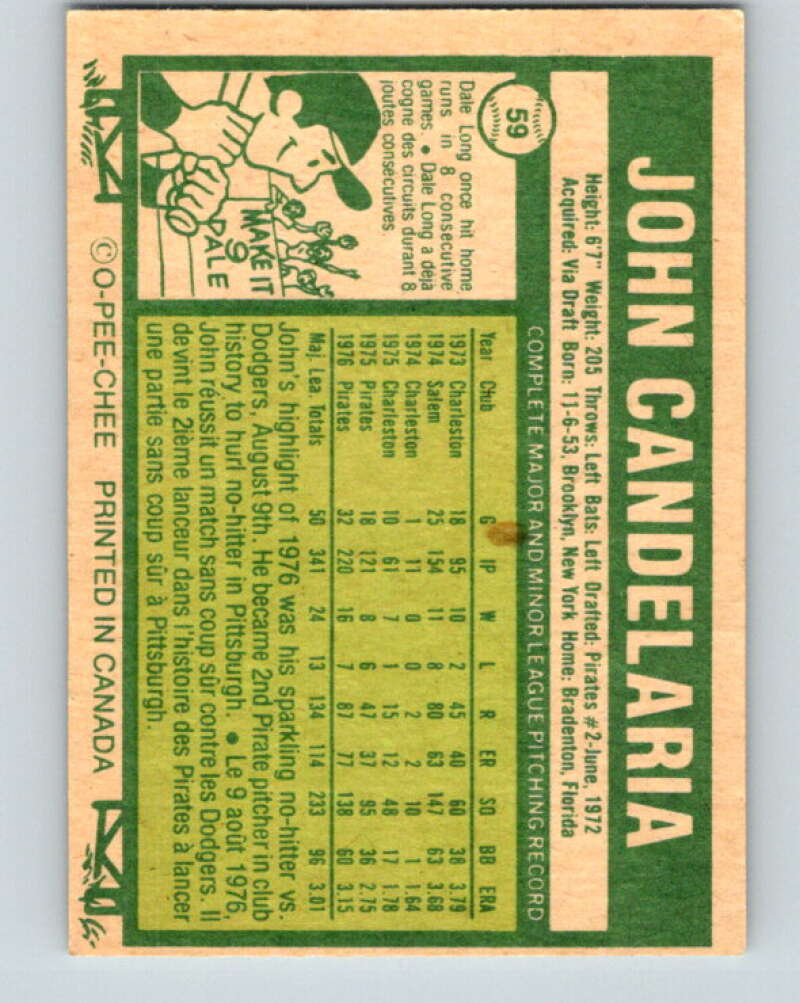 JOHN CANDELARIA
59
Height: 6'7" Weight: 205 Throws: Left Bats: Left Drafted: Pirates #2-June, 1972
Acquired: Via Draft Born: 11-6-53, Brooklyn, New York Home: Bradenton, Florida
COMPLETE MAJOR AND MINOR LEAGUE PITCHING RECORD
Year Club G IP W L R ER SO BB ERA
1973 Charleston 18 95 10 2 45 40 60 38 3.79
1974 Salem 25 154 11 8 80 63 147 63 3.68
1974 Charleston 1 11 0 0 2 2 10 1 1.64
1975 Charleston 10 61 7 1 15 12 48 17 1.78
1975 Pirates 18 121 8 6 47 37 95 36 2.75
1976 Pirates 32 220 16 7 87 77 138 60 3.15
Maj. Lea. Totals 50 341 24 13 134 114 233 96 3.01
John's highlight of 1976 was his sparkling no-hitter vs.
Dodgers, August 9th. He became 2nd Pirate pitcher in club
history to hurl no-hitter in Pittsburgh. • Le 9 août 1976,
John réussit un match sans coup sûr contre les Dodgers. Il
devint le 2ième lanceur dans l'histoire des Pirates à lancer
une partie sans coup sûr à Pittsburgh.
Dale Long once hit home
runs in 8 consecutive
games. • Dale Long a déja
cogne des circuits durant 8
joutes consecutives.
MAKE IT
9
DALE
©O-PEE-CHEE PRINTED IN CANADA